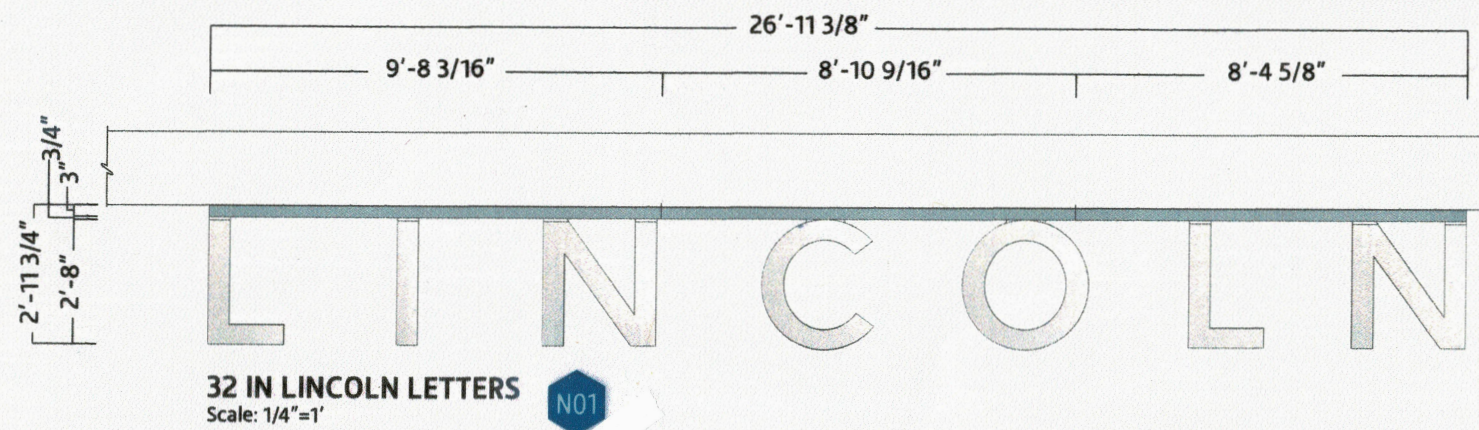 26'-11 3/8"
9'-8 3/16" 8'-10 9/16" 8'-4 5/8"
3/4"
3"
2'-11 3/4"
2'-8"
LINCOLN
32 IN LINCOLN LETTERS
N01
Scale: 1/4"=1'